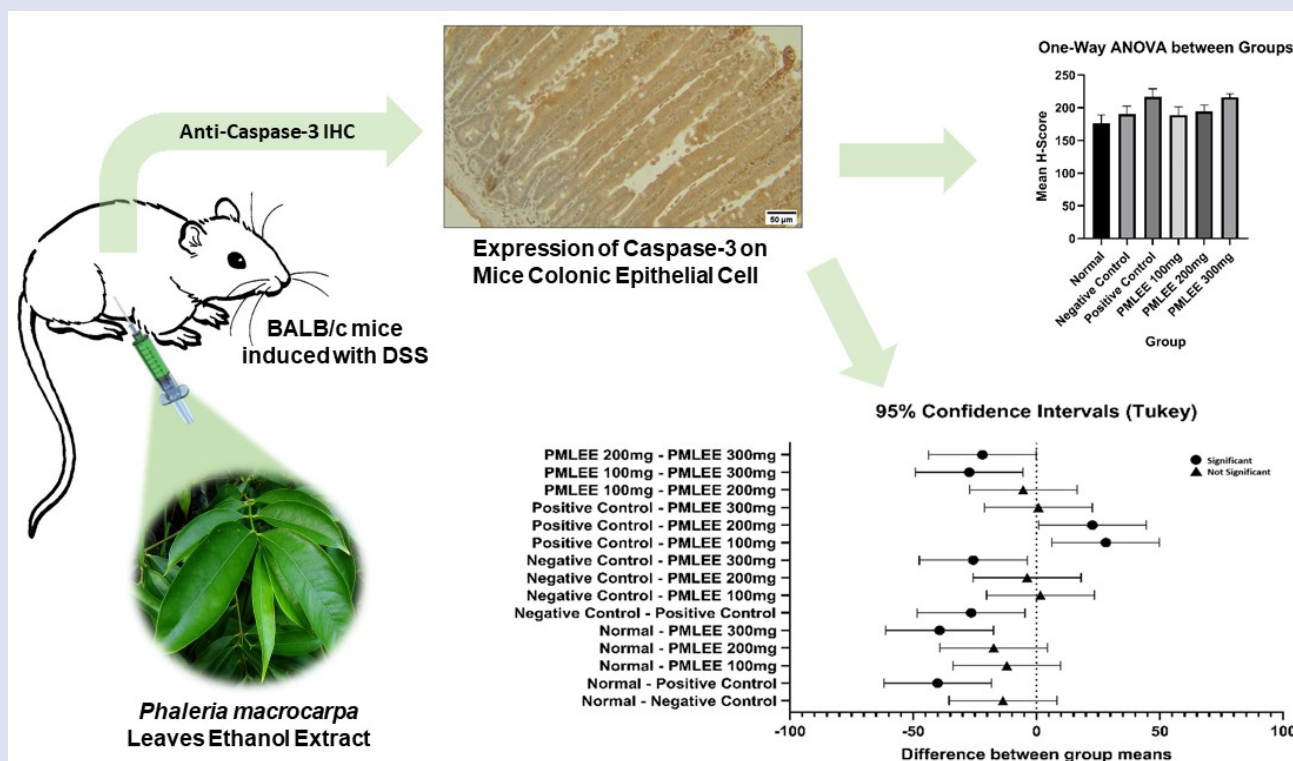 Anti-Caspase-3 IHC
BALB/c mice
induced with DSS
Phaleria macrocarpa
Leaves Ethanol Extract
50 µm
Expression of Caspase-3 on
Mice Colonic Epithelial Cell
One-Way ANOVA between Groups
Mean H-Score
250
200
150
100
50
0
Normal
Negative Control
Positive Control
PMLEE 100mg
PMLEE 200mg
PMLEE 300mg
Group
95% Confidence Intervals (Tukey)
Significant
Not Significant
PMLEE 200mg - PMLEE 300mg
PMLEE 100mg - PMLEE 300mg
PMLEE 100mg - PMLEE 200mg
Positive Control - PMLEE 300mg
Positive Control - PMLEE 200mg
Positive Control - PMLEE 100mg
Negative Control - PMLEE 300mg
Negative Control - PMLEE 200mg
Negative Control - PMLEE 100mg
Negative Control - Positive Control
Normal - PMLEE 300mg
Normal - PMLEE 200mg
Normal - PMLEE 100mg
Normal - Positive Control
Normal - Negative Control
-100 -50 0 50 100
Difference between group means